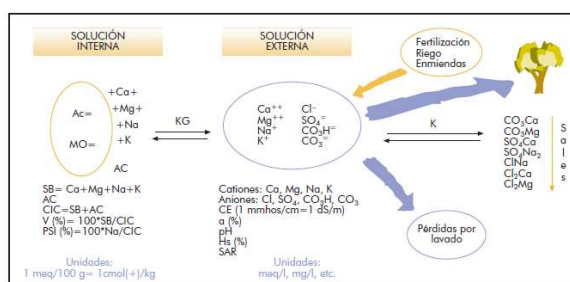 SOLUCIÓN
INTERNA
Ac=
MO=
+Ca+
+Mg+
+Na
+K
AC
KG
SB= Ca+Mg+Na+K
AC
CIC=SB+AC
V (%)= 100*SB/CIC
PSI (%)=100*Na/CIC
Unidades:
1 meq/100 g= 1cmol(+)/kg
SOLUCIÓN
EXTERNA
Ca++
Mg++
Na+
K+
Cl-
SO4=
CO3H=
CO3=
Cationes: Ca, Mg, Na, K
Aniones: Cl, SO4, CO3H, CO3
CE (1 mmhos/cm=1 dS/m)
a (%)
pH
Hs (%)
SAR
Unidades:
meq/l, mg/l, etc.
Fertilización
Riego
Enmiendas
K
CO3Ca
CO3Mg
SO4Ca
SO4Na2
ClNa
Cl2Ca
Cl2Mg
Sales
Pérdidas por
lavado